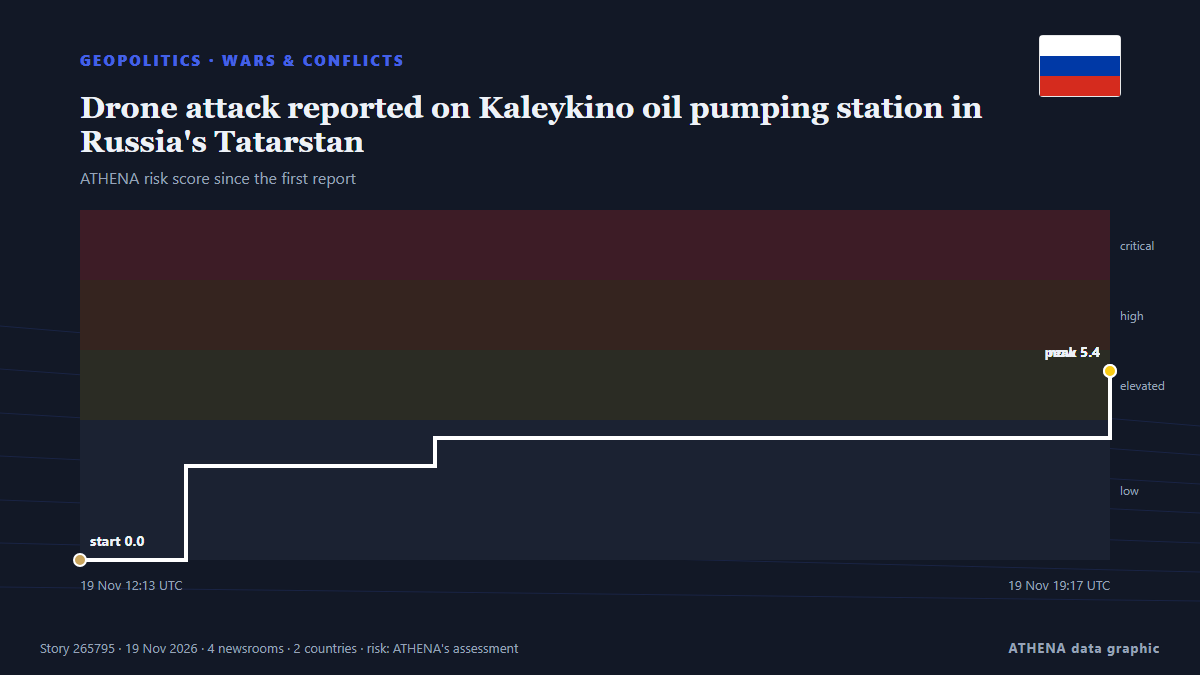 GEOPOLITICS · WARS & CONFLICTS
Drone attack reported on Kaleykino oil pumping station in
Russia's Tatarstan
ATHENA risk score since the first report
critical
high
peak 5.4
elevated
low
start 0.0
19 Nov 12:13 UTC
19 Nov 19:17 UTC
Story 265795 · 19 Nov 2026 · 4 newsrooms · 2 countries · risk: ATHENA's assessment
ATHENA data graphic